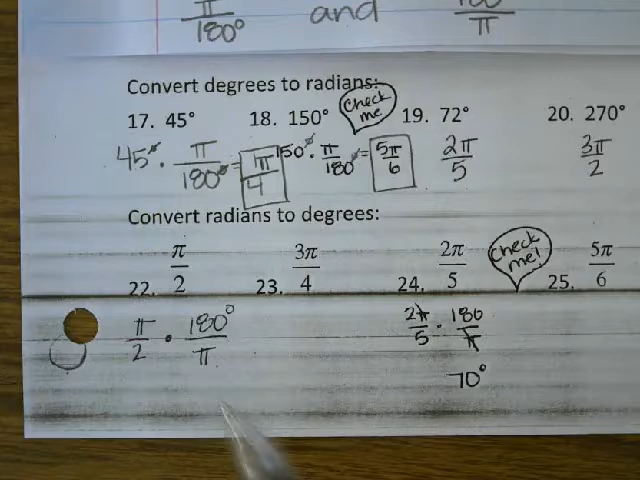 π/180° and 180/π
Convert degrees to radians:
17. 45° 18. 150° Check me 19. 72° 20. 270°
45° · π/180° = π/4 150° · π/180° = 5π/6 2π/5 3π/2
Convert radians to degrees:
22. π/2 23. 3π/4 24. 2π/5 Check me! 25. 5π/6
π/2 · 180°/π 2π/5 · 180/π
70°